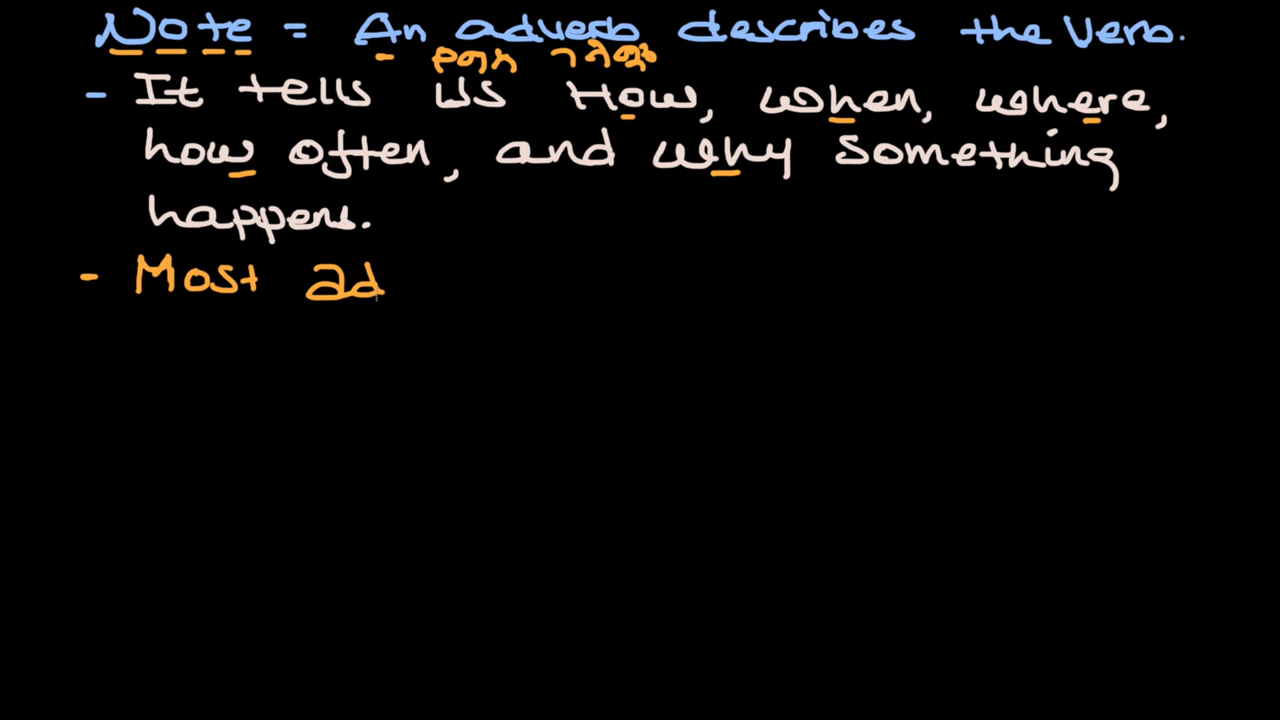 Note = An adverb describes the Verb.
- It tells us How, when, where,
how often, and why something
happens.
- Most ad